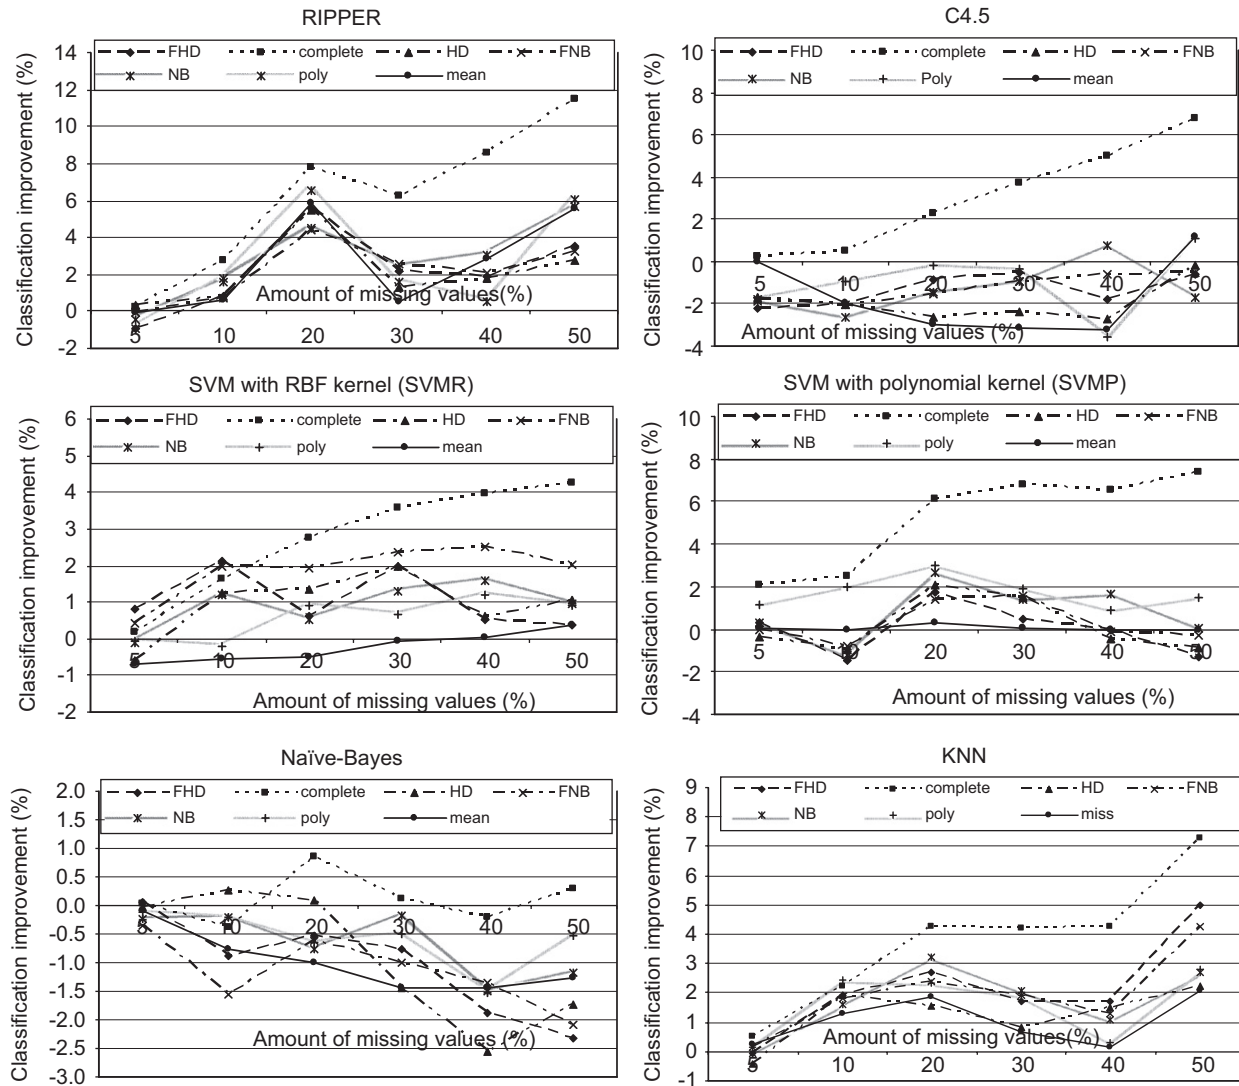 RIPPER
14
12
10
8
6
4
2
0
-2
Classification improvement (%)
FHD complete HD FNB
NB poly mean
Amount of missing values(%)
5 10 20 30 40 50
C4.5
10
8
6
4
2
0
-2
-4
Classification improvement (%)
FHD complete HD FNB
NB Poly mean
5 10 20 30 40 50
Amount of missing values (%)
SVM with RBF kernel (SVMR)
6
5
4
3
2
1
0
-1
-2
Classification improvement (%)
FHD complete HD FNB
NB poly mean
5 10 20 30 40 50
Amount of missing values (%)
SVM with polynomial kernel (SVMP)
10
8
6
4
2
0
-2
-4
Classification improvement (%)
FHD complete HD FNB
NB poly mean
5 10 20 30 40 50
Amount of missing values (%)
Naïve-Bayes
2.0
1.5
1.0
0.5
0.0
-0.5
-1.0
-1.5
-2.0
-2.5
-3.0
Classification improvement (%)
FHD complete HD FNB
NB poly mean
5 10 20 30 40 50
Amount of missing values (%)
KNN
9
8
7
6
5
4
3
2
1
0
-1
Classification improvement (%)
FHD complete HD FNB
NB poly miss
Amount of missing values(%)
5 10 20 30 40 50